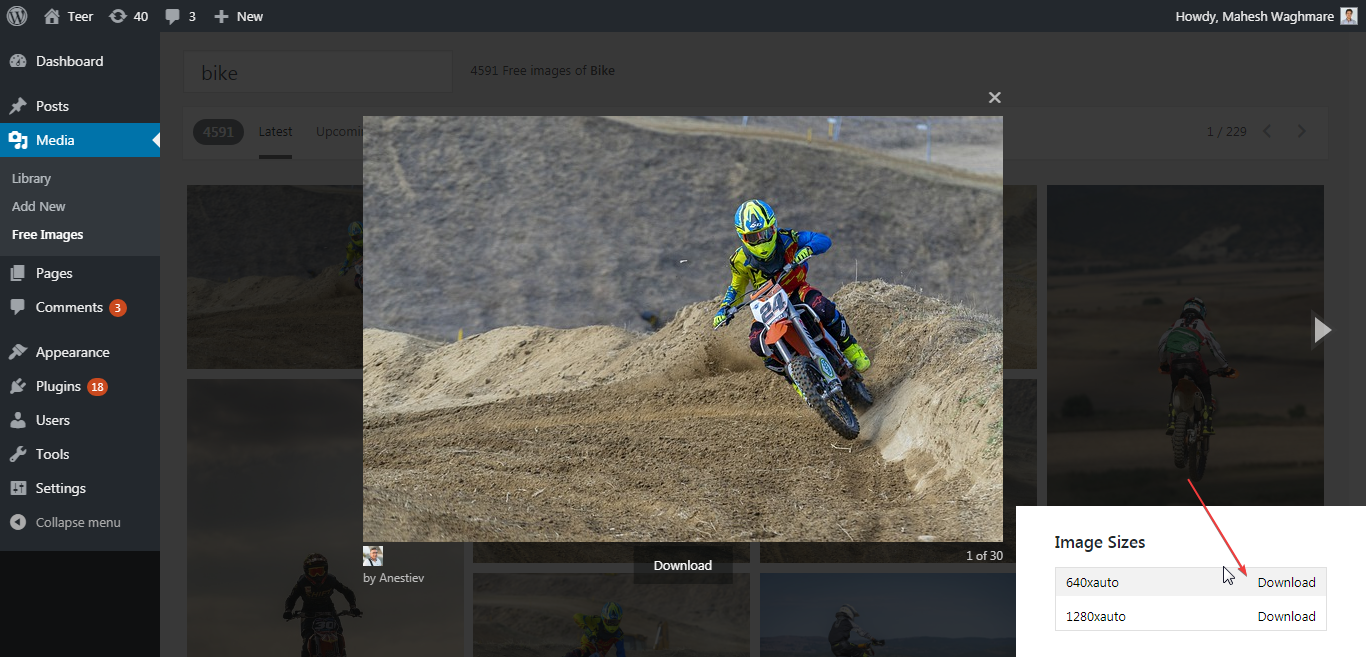 Teer 40 3 New Howdy, Mahesh Waghmare
Dashboard
Posts
Media
Library
Add New
Free Images
Pages
Comments 3
Appearance
Plugins 18
Users
Tools
Settings
Collapse menu
bike 4591 Free images of Bike
4591 Latest 1 / 229
24
by Anestiev
Download
1 of 30
Image Sizes
640xauto Download
1280xauto Download